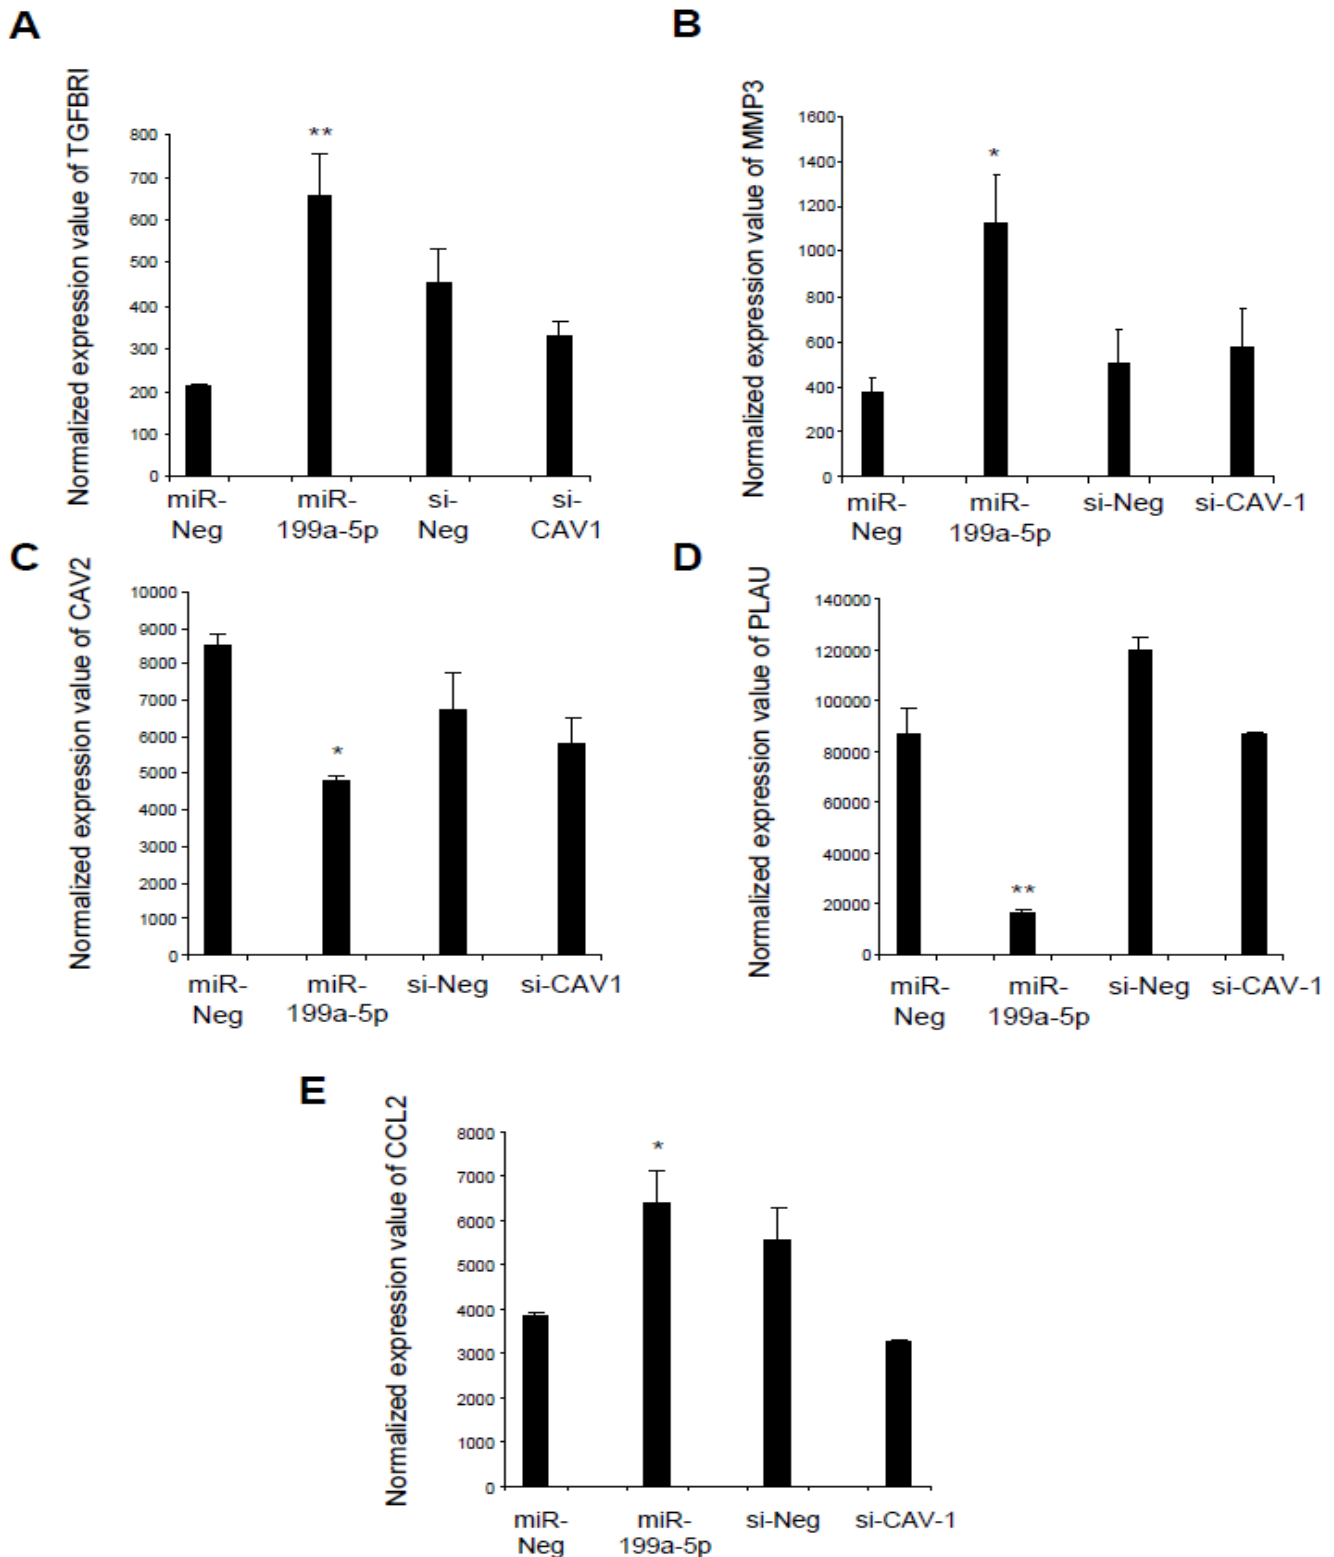 A
Normalized expression value of TGFBRI
800
700
600
500
400
300
200
100
0
**
miR-
Neg
miR-
199a-5p
si-
Neg
si-
CAV1
B
Normalized expression value of MMP3
1600
1400
1200
1000
800
600
400
200
0
*
miR-
Neg
miR-
199a-5p
si-Neg
si-CAV-1
C
Normalized expression value of CAV2
10000
9000
8000
7000
6000
5000
4000
3000
2000
1000
0
*
miR-
Neg
miR-
199a-5p
si-Neg
si-CAV1
D
Normalized expression value of PLAU
140000
120000
100000
80000
60000
40000
20000
0
**
miR-
Neg
miR-
199a-5p
si-Neg
si-CAV-1
E
Normalized expression value of CCL2
8000
7000
6000
5000
4000
3000
2000
1000
0
*
miR-
Neg
miR-
199a-5p
si-Neg
si-CAV-1